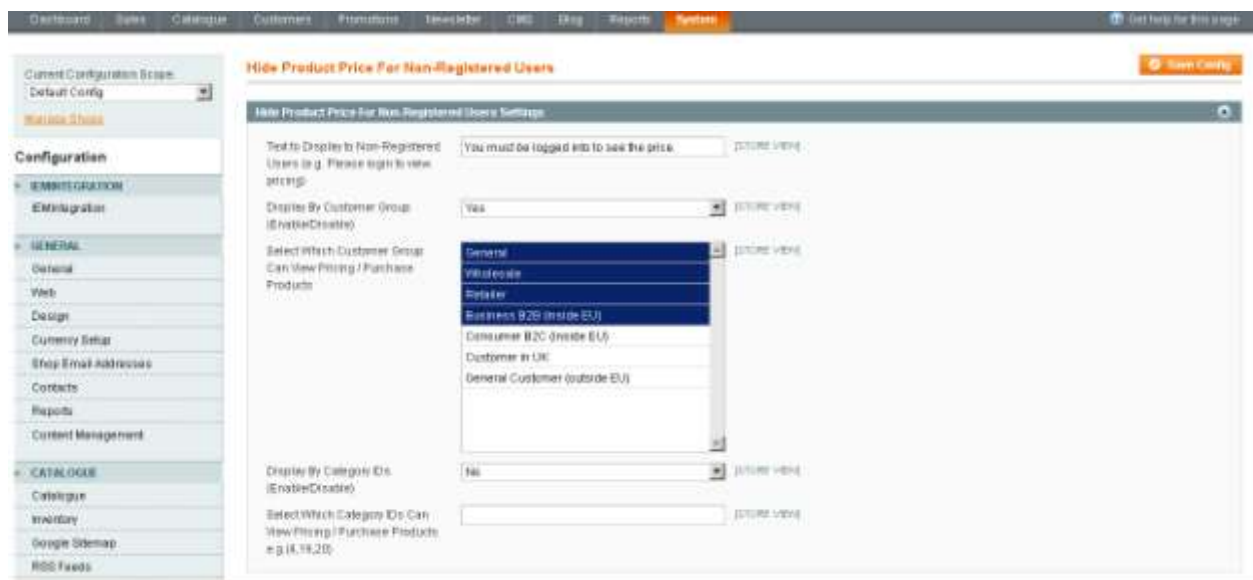 Dashboard Sales Catalogue Customers Promotions Newsletter CMS Blog Reports System Get help for this page
Current Configuration Scope:
Default Config
Manage Shops
Hide Product Price For Non-Registered Users
Save Config
Hide Product Price For Non-Registered Users Settings
Text to Display to Non-Registered
Users (e.g. Please login to view
pricing)
You must be logged into to see the price.
[STORE VIEW]
Display By Customer Group
(Enable/Disable)
Yes
[STORE VIEW]
Select Which Customer Group
Can View Pricing / Purchase
Products
General
Wholesale
Retailer
Business B2B (inside EU)
Consumer B2C (inside EU)
Customer in UK
General Customer (outside EU)
[STORE VIEW]
Display By Category IDs
(Enable/Disable)
No
[STORE VIEW]
Select Which Category IDs Can
View Pricing / Purchase Products
e.g.(4,19,20)
[STORE VIEW]
Configuration
GENERAL
General
Web
Design
Currency Setup
Shop Email Addresses
Contacts
Reports
Content Management
CATALOGUE
Catalogue
Inventory
Google Sitemap
RSS Feeds